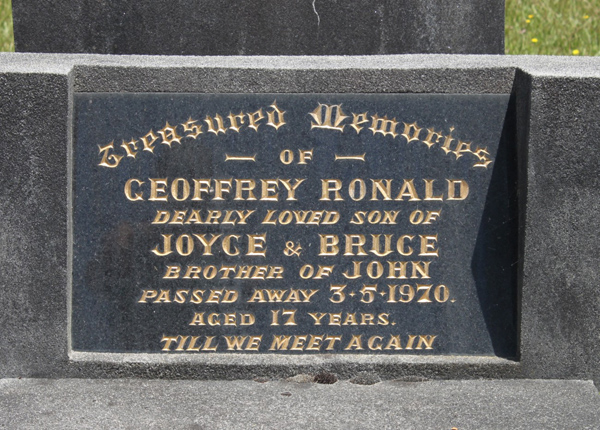 Treasured Memories
— OF —
GEOFFREY RONALD
DEARLY LOVED SON OF
JOYCE & BRUCE
BROTHER OF JOHN
PASSED AWAY 3·5·1970.
AGED 17 YEARS.
TILL WE MEET AGAIN